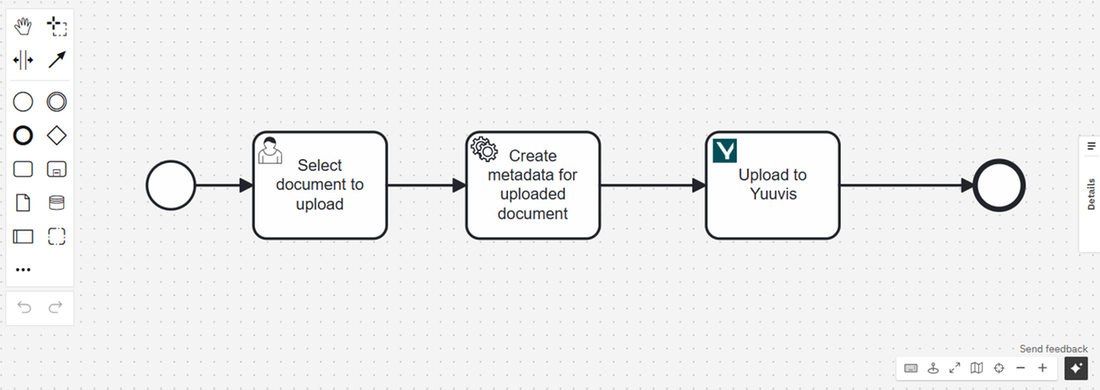 Select
document to
upload
Create
metadata for
uploaded
document
Upload to
Yuuvis
Details
Send feedback